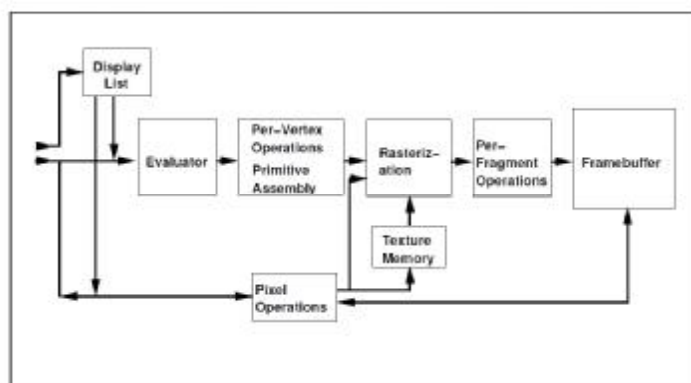 Display
List
Evaluator
Per-Vertex
Operations
Primitive
Assembly
Rasteriz-
ation
Per-
Fragment
Operations
Framebuffer
Texture
Memory
Pixel
Operations